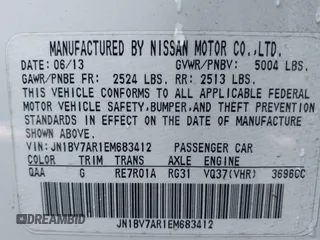 MANUFACTURED BY NISSAN MOTOR CO.,LTD.
DATE: 06/13 GVWR/PNBV: 5004 LBS.
GAWR/PNBE FR: 2524 LBS. RR: 2513 LBS.
THIS VEHICLE CONFORMS TO ALL APPLICABLE FEDERAL
MOTOR VEHICLE SAFETY, BUMPER, AND THEFT PREVENTION
STANDARDS IN EFFECT ON THE DATE OF MANUFACTURE
SHOWN ABOVE.
VIN: JN1BV7AR1EM683412 PASSENGER CAR
COLOR TRIM TRANS AXLE ENGINE
QAA G RE7R01A RG31 VQ37(VHR) 3696CC
JN1BV7AR1EM683412
DREAMBID